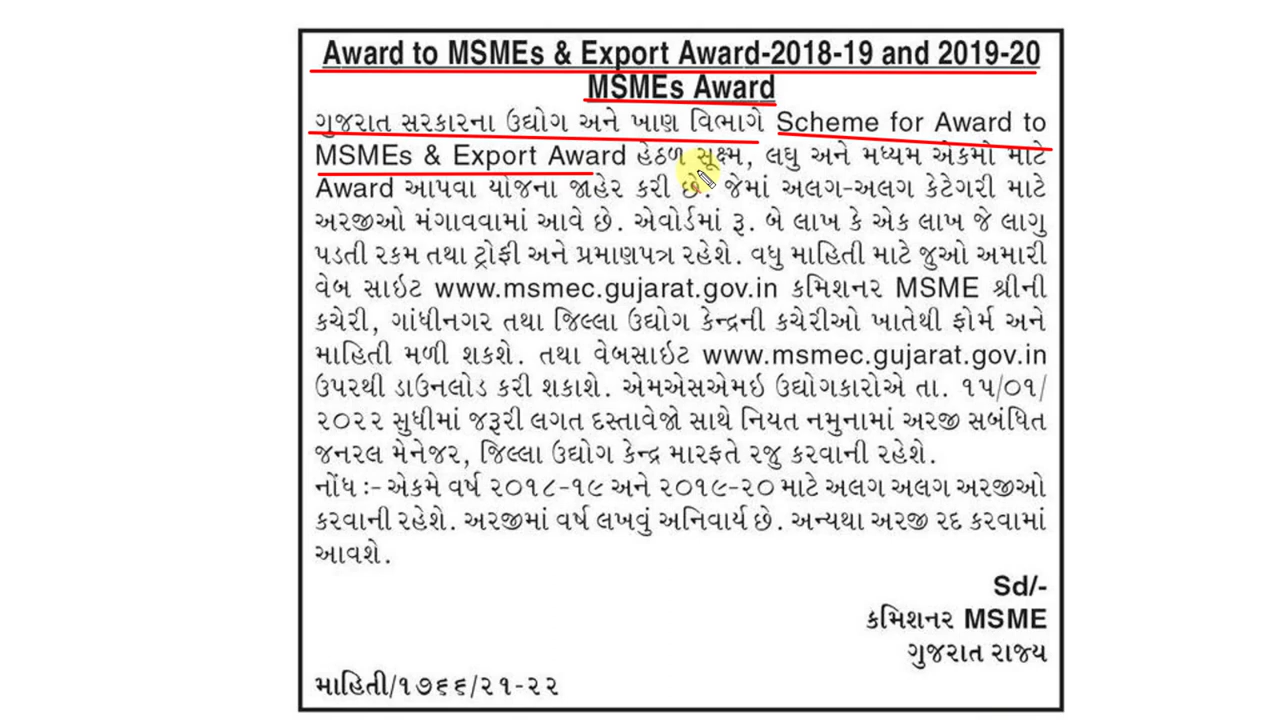 Award to MSMEs & Export Award-2018-19 and 2019-20
MSMEs Award
ગુજરાત સરકારના ઉદ્યોગ અને ખાણ વિભાગે Scheme for Award to
MSMEs & Export Award હેઠળ સૂક્ષ્મ, લઘુ અને મધ્યમ એકમો માટે
Award આપવા યોજના જાહેર કરી છે. જેમાં અલગ-અલગ કેટેગરી માટે
અરજીઓ મંગાવવામાં આવે છે. એવોર્ડમાં રૂ. બે લાખ કે એક લાખ જે લાગુ
પડતી રકમ તથા ટ્રોફી અને પ્રમાણપત્ર રહેશે. વધુ માહિતી માટે જુઓ અમારી
વેબ સાઇટ www.msmec.gujarat.gov.in કમિશનર MSME શ્રીની
કચેરી, ગાંધીનગર તથા જિલ્લા ઉદ્યોગ કેન્દ્રની કચેરીઓ ખાતેથી ફોર્મ અને
માહિતી મળી શકશે. તથા વેબસાઇટ www.msmec.gujarat.gov.in
ઉપરથી ડાઉનલોડ કરી શકાશે. એમએસએમઇ ઉદ્યોગકારોએ તા. ૧૫/૦૧/
૨૦૨૨ સુધીમાં જરૂરી લગત દસ્તાવેજો સાથે નિયત નમુનામાં અરજી સબંધિત
જનરલ મેનેજર, જિલ્લા ઉદ્યોગ કેન્દ્ર મારફતે રજુ કરવાની રહેશે.
નોંધ :- એકમે વર્ષ ૨૦૧૮-૧૯ અને ૨૦૧૯-૨૦ માટે અલગ અલગ અરજીઓ
કરવાની રહેશે. અરજીમાં વર્ષ લખવું અનિવાર્ય છે. અન્યથા અરજી રદ કરવામાં
આવશે.
Sd/-
કમિશનર MSME
ગુજરાત રાજ્ય
માહિતી/૧૭૬૬/૨૧-૨૨